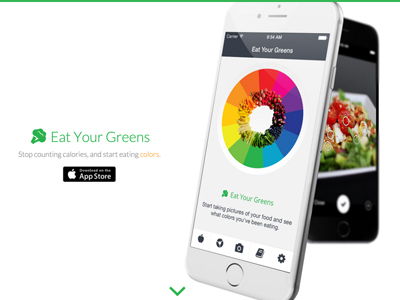 Eat Your Greens
Stop counting calories, and start eating colors.
Download on the
App Store
Carrier
9:54 AM
Eat Your Greens
Eat Your Greens
Start taking pictures of your food and see
what colors you've been eating.
Close